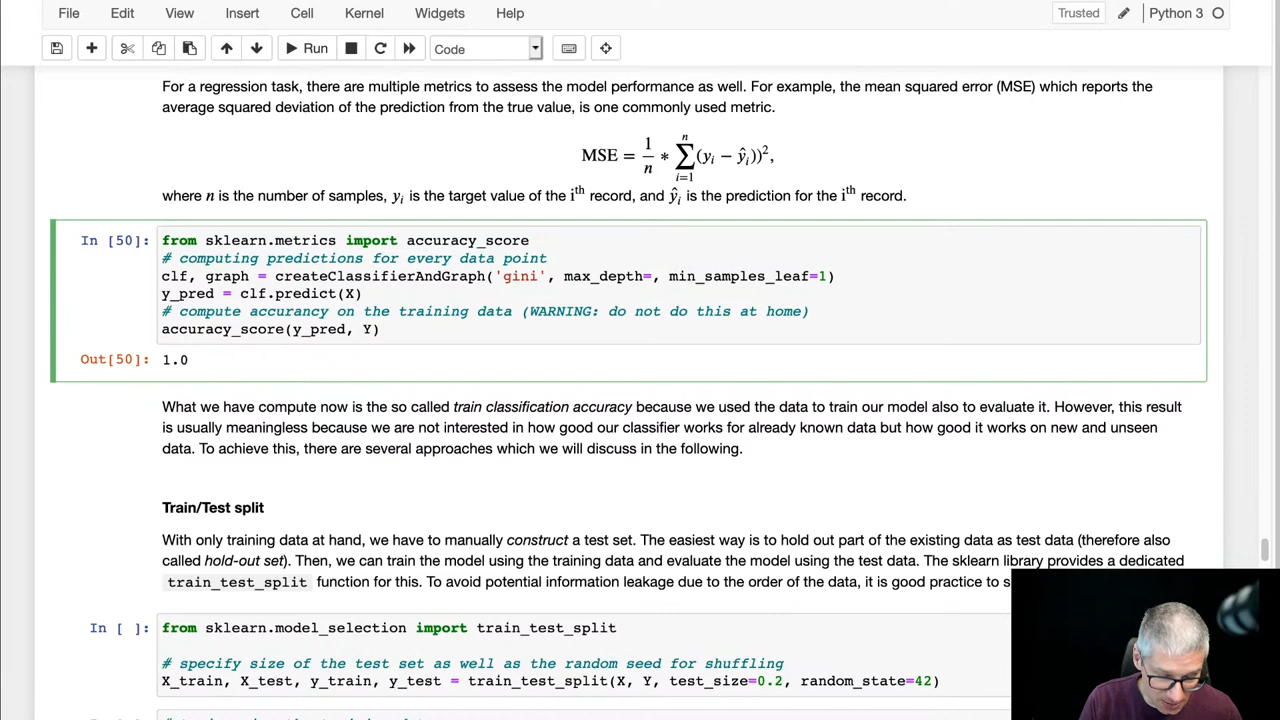 File Edit View Insert Cell Kernel Widgets Help Trusted Python 3
Run Code
For a regression task, there are multiple metrics to assess the model performance as well. For example, the mean squared error (MSE) which reports the
average squared deviation of the prediction from the true value, is one commonly used metric.
MSE = 1/n * ∑_{i=1}^{n} (y_i − ŷ_i))²,
where n is the number of samples, y_i is the target value of the i^th record, and ŷ_i is the prediction for the i^th record.
In [50]: from sklearn.metrics import accuracy_score
# computing predictions for every data point
clf, graph = createClassifierAndGraph('gini', max_depth=, min_samples_leaf=1)
y_pred = clf.predict(X)
# compute accurancy on the training data (WARNING: do not do this at home)
accuracy_score(y_pred, Y)
Out[50]: 1.0
What we have compute now is the so called train classification accuracy because we used the data to train our model also to evaluate it. However, this result
is usually meaningless because we are not interested in how good our classifier works for already known data but how good it works on new and unseen
data. To achieve this, there are several approaches which we will discuss in the following.
Train/Test split
With only training data at hand, we have to manually construct a test set. The easiest way is to hold out part of the existing data as test data (therefore also
called hold-out set). Then, we can train the model using the training data and evaluate the model using the test data. The sklearn library provides a dedicated
train_test_split function for this. To avoid potential information leakage due to the order of the data, it is good practice to
In [ ]: from sklearn.model_selection import train_test_split
# specify size of the test set as well as the random seed for shuffling
X_train, X_test, y_train, y_test = train_test_split(X, Y, test_size=0.2, random_state=42)